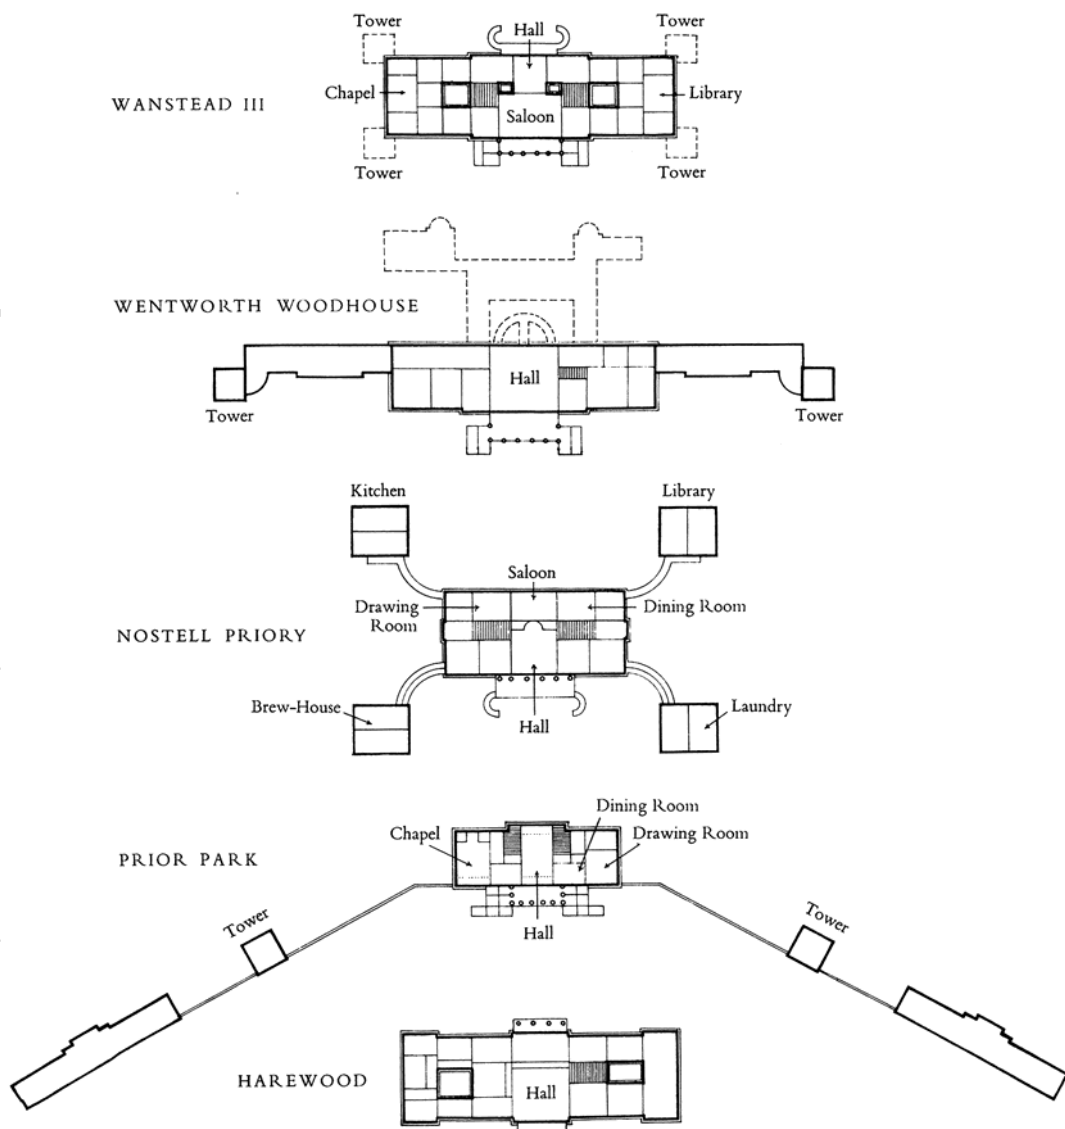 Tower
Hall
Tower
WANSTEAD III
Chapel
Library
Saloon
Tower
Tower
WENTWORTH WOODHOUSE
Hall
Tower
Tower
Kitchen
Library
Saloon
Drawing
Room
Dining Room
NOSTELL PRIORY
Brew-House
Laundry
Hall
Dining Room
Chapel
Drawing Room
PRIOR PARK
Tower
Tower
Hall
HAREWOOD
Hall